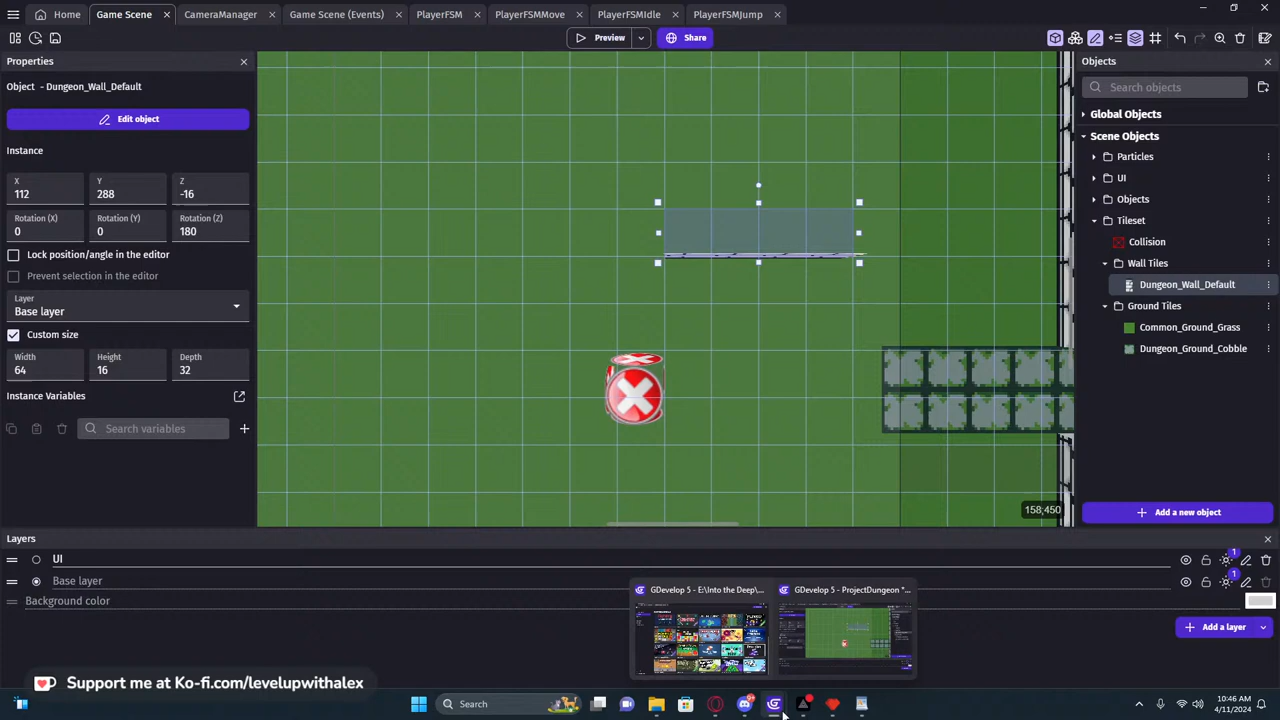 Home
Game Scene
CameraManager
Game Scene (Events)
PlayerFSM
PlayerFSMMove
PlayerFSMIdle
PlayerFSMJump
Preview
Share
Properties
Object - Dungeon_Wall_Default
Edit object
Instance
X
112
Y
288
Z
-16
Rotation (X)
0
Rotation (Y)
0
Rotation (Z)
180
Lock position/angle in the editor
Prevent selection in the editor
Layer
Base layer
Custom size
Width
64
Height
16
Depth
32
Instance Variables
Search variables
158;450
Objects
Search objects
Global Objects
Scene Objects
Particles
UI
Objects
Tileset
Collision
Wall Tiles
Dungeon_Wall_Default
Ground Tiles
Common_Ground_Grass
Dungeon_Ground_Cobble
Add a new object
Layers
UI
1
Base layer
1
Background color
Add a layer
GDevelop 5 - E:\Into the Deep\...
GDevelop 5 - ProjectDungeon *...
Support me at Ko-fi.com/levelupwithalex
Search
10:46 AM
4/11/2024